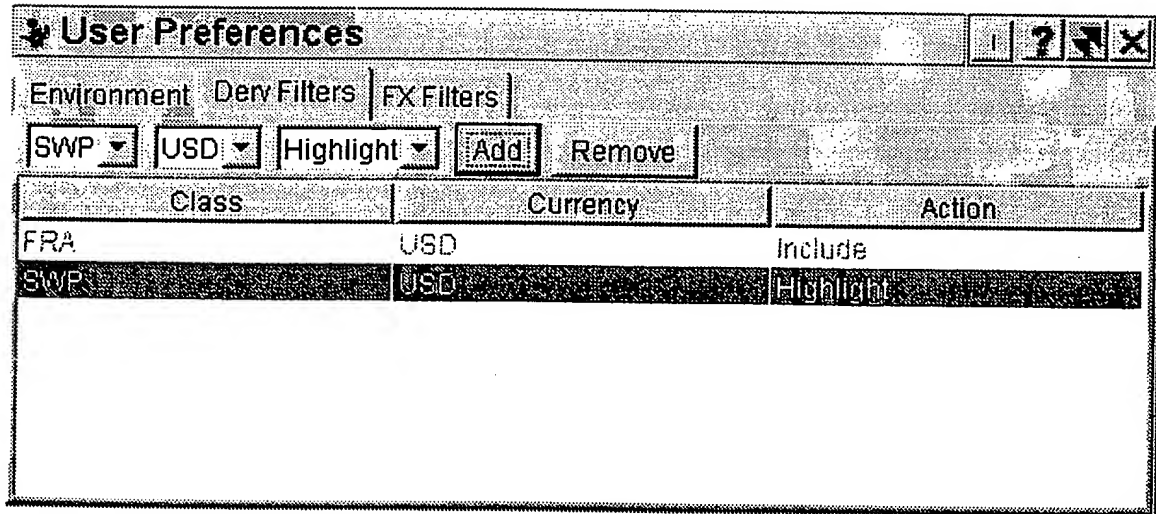 User Preferences ?
Environment Derv Filters FX Filters
SWP USD Highlight Add Remove
Class Currency Action
FRA USD Include
SWP USD Highlight